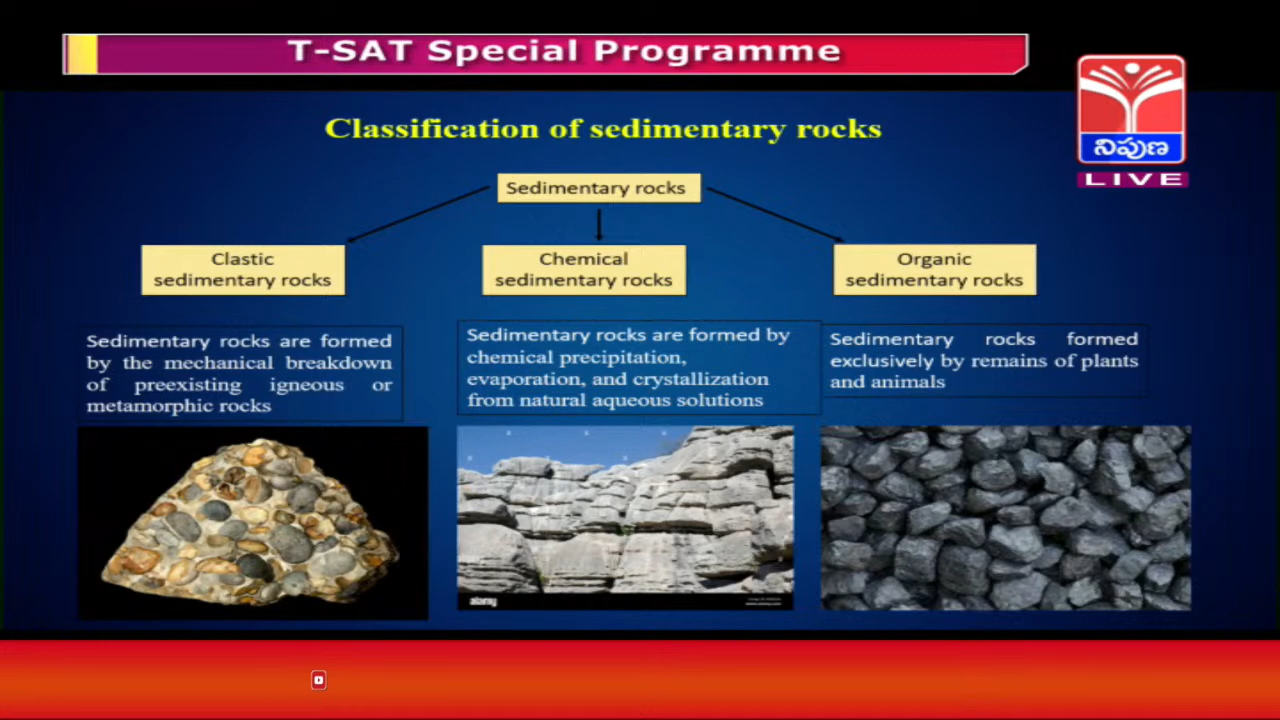 T-SAT Special Programme
Classification of sedimentary rocks
నిపుణ
LIVE
Sedimentary rocks
Clastic
sedimentary rocks
Chemical
sedimentary rocks
Organic
sedimentary rocks
Sedimentary rocks are formed
by the mechanical breakdown
of preexisting igneous or
metamorphic rocks
Sedimentary rocks are formed by
chemical precipitation,
evaporation, and crystallization
from natural aqueous solutions
Sedimentary rocks formed
exclusively by remains of plants
and animals
alamy